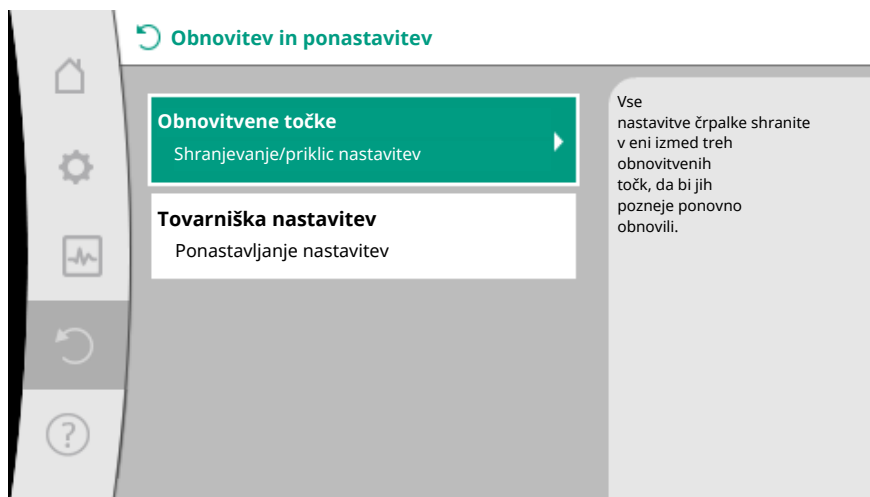 Obnovitev in ponastavitev
Obnovitvene točke
Shranjevanje/priklic nastavitev
Tovarniška nastavitev
Ponastavljanje nastavitev
Vse
nastavitve črpalke shranite
v eni izmed treh
obnovitvenih
točk, da bi jih
pozneje ponovno
obnovili.
?